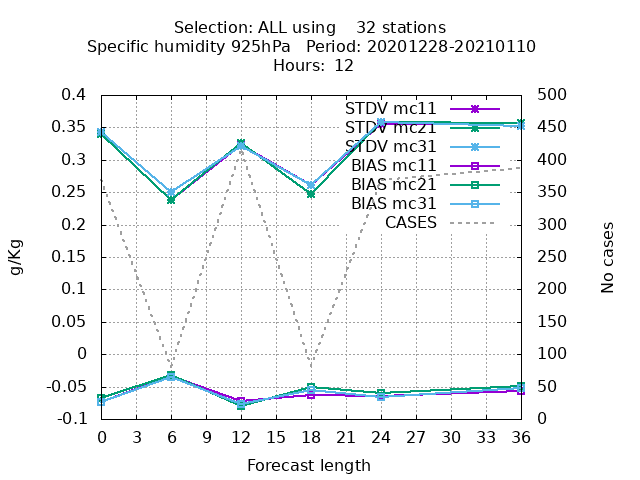 Selection: ALL using    32 stations
Specific humidity 925hPa   Period: 20201228-20210110
Hours: 12
0.4
0.35
0.3
0.25
0.2
0.15
0.1
0.05
0
-0.05
-0.1
g/Kg
STDV mc11
STDV mc21
STDV mc31
BIAS mc11
BIAS mc21
BIAS mc31
CASES
500
450
400
350
300
250
200
150
100
50
0
No cases
0 3 6 9 12 15 18 21 24 27 30 33 36
Forecast length